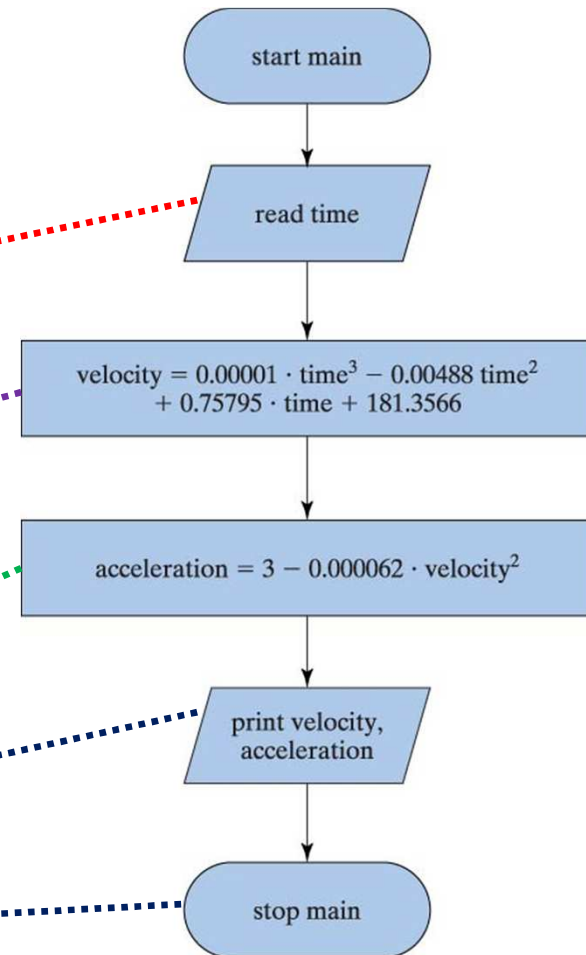 start main
read time
velocity = 0.00001 · time³ − 0.00488 time²
+ 0.75795 · time + 181.3566
acceleration = 3 − 0.000062 · velocity²
print velocity,
acceleration
stop main